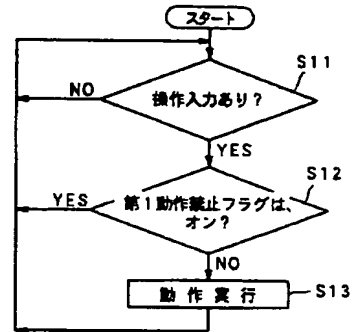 スタート
S11
操作入力あり?
NO
YES
S12
第1動作禁止フラグは、
オン?
YES
NO
動作実行
S13